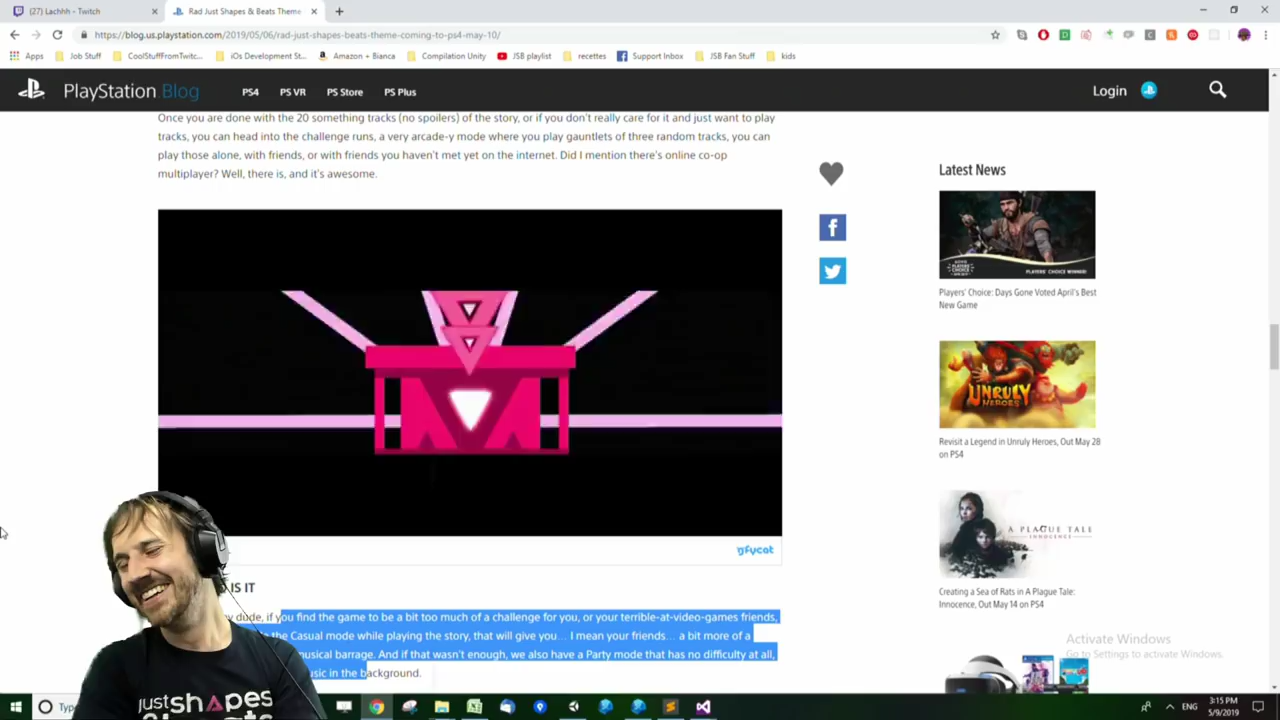 (27) Lachhh - Twitch
Rad Just Shapes & Beats Theme
https://blog.us.playstation.com/2019/05/06/rad-just-shapes-beats-theme-coming-to-ps4-may-10/
Apps Job Stuff CoolStuffFromTwitc... iOs Development St... Amazon + Bianca Compilation Unity JSB playlist recettes Support Inbox JSB Fan Stuff kids
PlayStation.Blog PS4 PS VR PS Store PS Plus Login
Once you are done with the 20 something tracks (no spoilers) of the story, or if you don't really care for it and just want to play
tracks, you can head into the challenge runs, a very arcade-y mode where you play gauntlets of three random tracks, you can
play those alone, with friends, or with friends you haven't met yet on the internet. Did I mention there's online co-op
multiplayer? Well, there is, and it's awesome.
gfycat
IS IT
dude, if you find the game to be a bit too much of a challenge for you, or your terrible-at-video-games friends,
the Casual mode while playing the story, that will give you... I mean your friends... a bit more of a
musical barrage. And if that wasn't enough, we also have a Party mode that has no difficulty at all,
in the background.
Latest News
PLAYERS' CHOICE WINNER!
Players' Choice: Days Gone Voted April's Best
New Game
UNRULY
HEROES
Revisit a Legend in Unruly Heroes, Out May 28
on PS4
A PLAGUE TALE
INNOCENCE
Creating a Sea of Rats in A Plague Tale:
Innocence, Out May 14 on PS4
Activate Windows
Go to Settings to activate Windows.
just shapes
Type
ENG
3:15 PM
5/9/2019